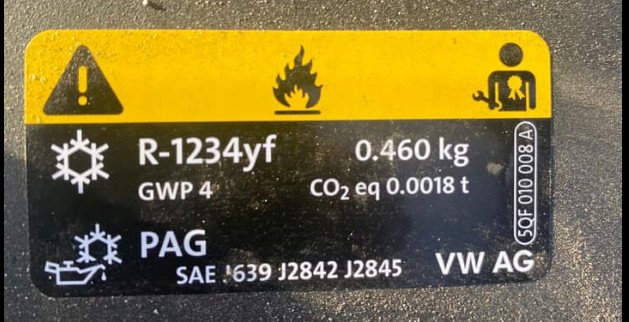 R-1234yf 0.460 kg
GWP 4 CO₂ eq 0.0018 t
5QF 010 008 A
PAG
SAE J639 J2842 J2845 VW AG